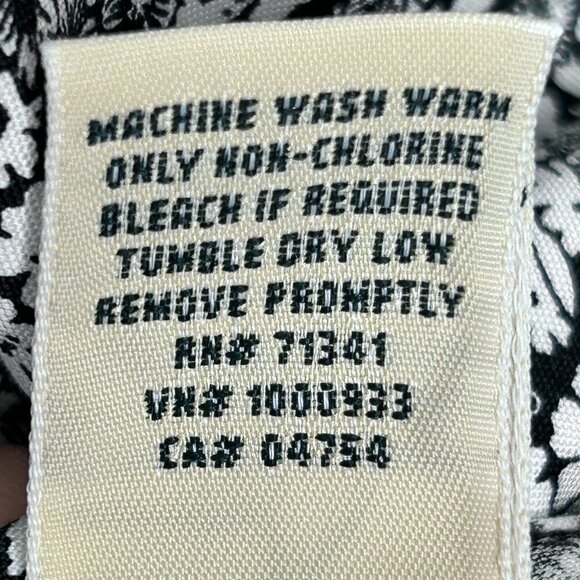 MACHINE WASH WARM
ONLY NON-CHLORINE
BLEACH IF REQUIRED
TUMBLE DRY LOW
REMOVE PROMPTLY
RN# 71341
VN# 1000933
CA# 04754